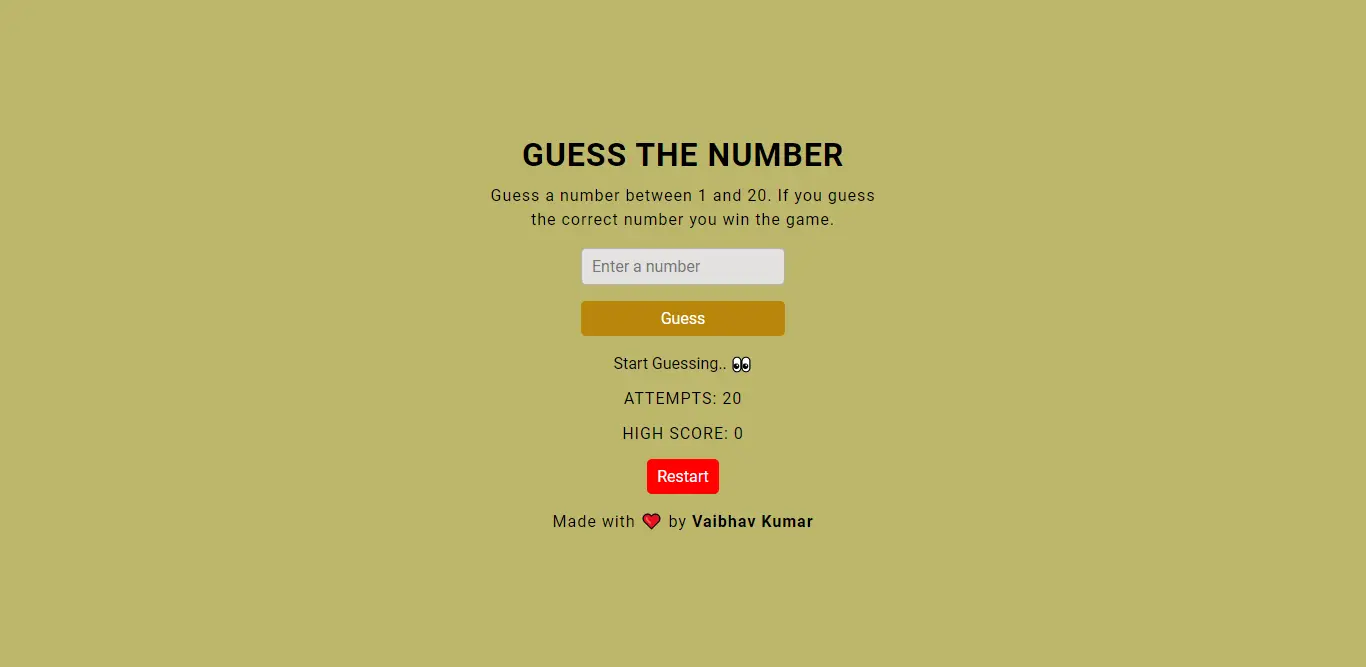 GUESS THE NUMBER
Guess a number between 1 and 20. If you guess
the correct number you win the game.
Enter a number
Guess
Start Guessing.. 👀
ATTEMPTS: 20
HIGH SCORE: 0
Restart
Made with ❤️ by Vaibhav Kumar